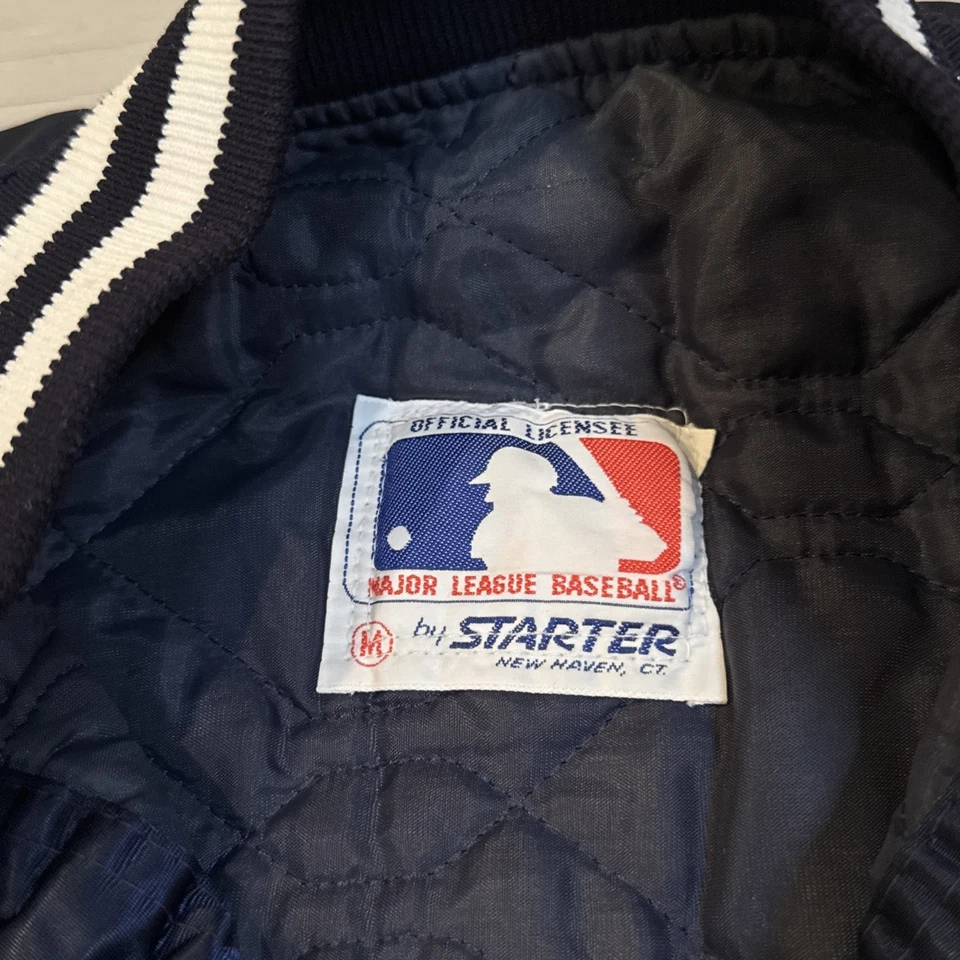 OFFICIAL LICENSEE
MAJOR LEAGUE BASEBALL®
M by STARTER
NEW HAVEN, CT.